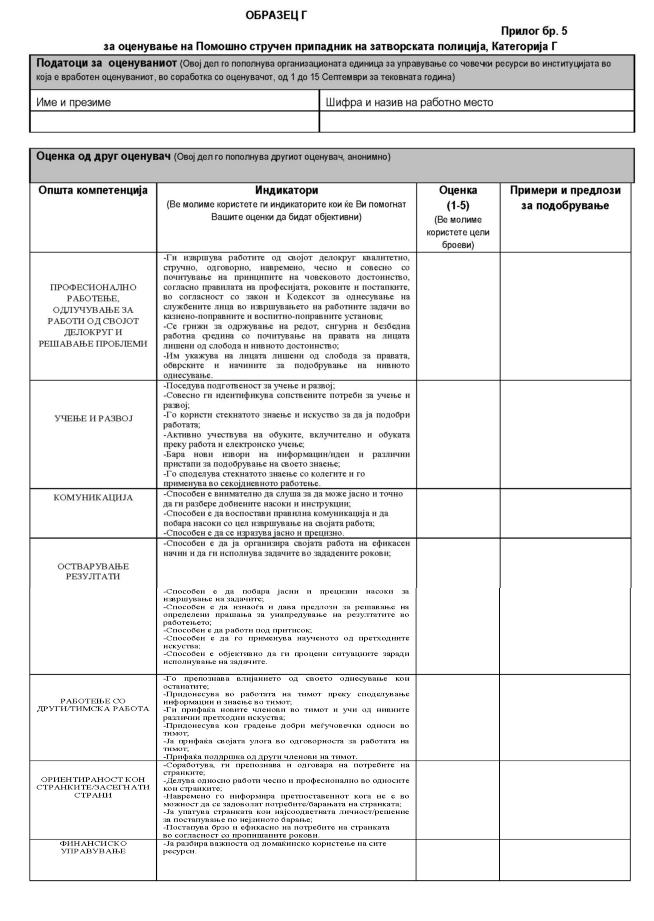 ОБРАЗЕЦ Г
Прилог бр. 5
за оценување на Помошно стручен припадник на затворската полиција, Категорија Г
Податоци за оценуваниот (Овој дел го пополнува организационата единица за управување со човечки ресурси во институцијата во
која е вработен оценуваниот, во соработка со оценувачот, од 1 до 15 Септември за тековната година)
Име и презиме
Шифра и назив на работно место
Оценка од друг оценувач (Овој дел го пополнува другиот оценувач, анонимно)
Општа компетенција
Индикатори
(Ве молиме користете ги индикаторите кои ќе Ви помогнат
Вашите оценки да бидат објективни)
Оценка
(1-5)
(Ве молиме
користете цели
броеви)
Примери и предлози
за подобрување
ПРОФЕСИОНАЛНО
РАБОТЕЊЕ,
ОДЛУЧУВАЊЕ ЗА
РАБОТИ ОД СВОЈОТ
ДЕЛОКРУГ И
РЕШАВАЊЕ ПРОБЛЕМИ
-Ги извршува работите од својот делокруг квалитетно,
стручно, одговорно, навремено, чесно и совесно со
почитување на принципите на човековото достоинство,
согласно правилата на професијата, роковите и постапките,
во согласност со закон и Кодексот за однесување на
службените лица во извршувањето на работните задачи во
казнено-поправните и воспитно-поправните установи;
-Се грижи за одржување на редот, сигурна и безбедна
работна средина со почитување на правата на лицата
лишени од слобода и нивното достоинство;
-Им укажува на лицата лишени од слобода за правата,
обврските и начините за подобрување на нивното
однесување.
УЧЕЊЕ И РАЗВОЈ
-Поседува подготвеност за учење и развој;
-Совесно ги идентификува сопствените потреби за учење и
развој;
-Го користи стекнатото знаење и искуство за да ја подобри
работата;
-Активно учествува на обуките, вклучително и обуката
преку работа и електронско учење;
-Бара нови извори на информации/идеи и различни
пристапи за подобрување на своето знаење;
-Го споделува стекнатото знаење со колегите и го
применува во секојдневното работење.
КОМУНИКАЦИЈА
-Способен е внимателно да слуша за да може јасно и точно
да ги разбере добиените насоки и инструкции;
-Способен е да воспостави правилна комуникација и да
побара насоки со цел извршување на својата работа;
-Способен е да се изразува јасно и прецизно.
ОСТВАРУВАЊЕ
РЕЗУЛТАТИ
-Способен е да ја организира својата работа на ефикасен
начин и да ги исполнува задачите во зададените рокови;
-Способен е да побара јасни и прецизни насоки за
извршување на задачите;
-Способен е да изнаоѓа и дава предлози за решавање на
определени прашања за унапредување на резултатите во
работењето;
-Способен е да работи под притисок;
-Способен е да го применува наученото од претходните
искуства;
-Способен е објективно да ги процени ситуациите заради
исполнување на задачите.
РАБОТЕЊЕ СО
ДРУГИ/ТИМСКА РАБОТА
-Го препознава влијанието од своето однесување кон
останатите;
-Придонесува во работата на тимот преку споделување
информации и знаење во тимот;
-Ги прифаќа новите членови во тимот и учи од нивните
различни претходни искуства;
-Придонесува кон градење добри меѓучовечки односи во
тимот;
-Ја прифаќа својата улога во одговорноста за работата на
тимот;
-Прифаќа поддршка од други членови на тимот.
ОРИЕНТИРАНОСТ КОН
СТРАНКИТЕ/ЗАСЕГНАТИ
СТРАНИ
-Соработува, ги препознава и одговара на потребите на
странките;
-Делува односно работи чесно и професионално во односите
кон странките;
-Навремено го информира претпоставениот кога не е во
можност да се задоволат потребите/барањата на странката;
-Ја упатува странката кон најсоодветната личност/решение
за постапување по нејзиното барање;
-Постапува брзо и ефикасно на потребите на странката
во согласност со пропишаните рокови.
ФИНАНСИСКО
УПРАВУВАЊЕ
-Ја разбира важноста од домаќинско користење на сите
ресурси.